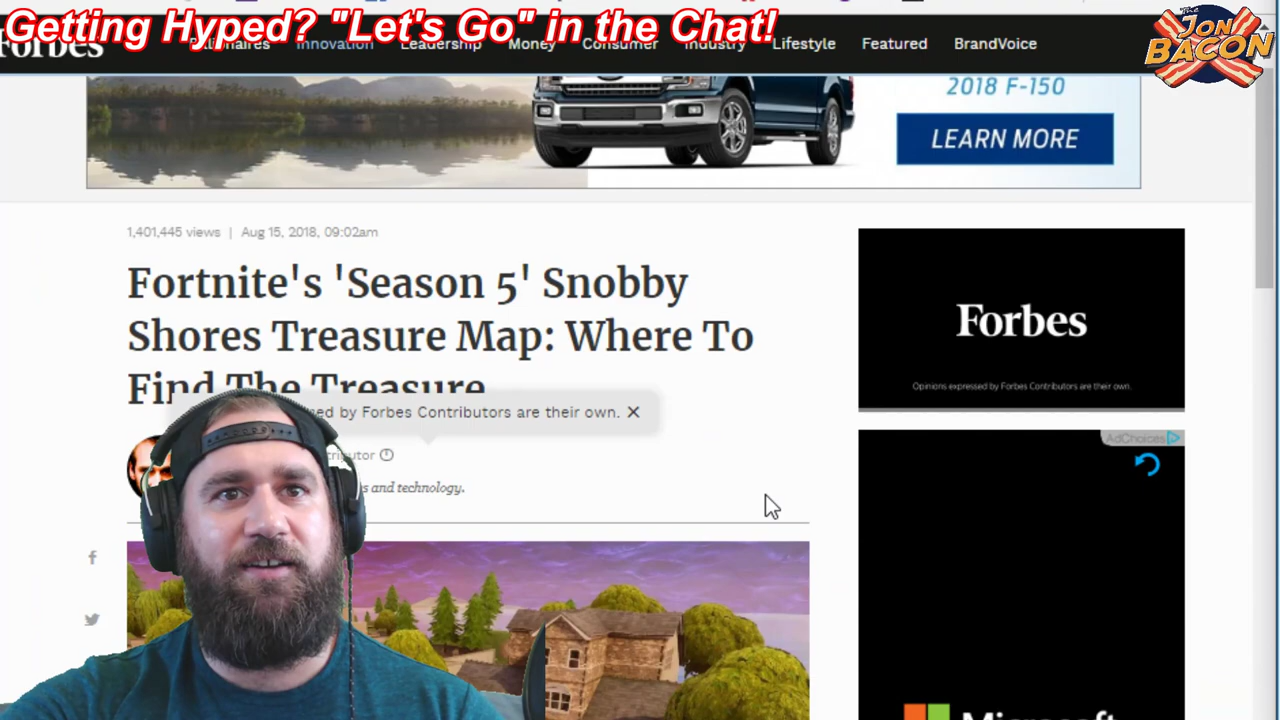 Getting Hyped? "Let's Go" in the Chat!
The
JON
BACON
Forbes
Billionaires Innovation Leadership Money Consumer Industry Lifestyle Featured BrandVoice
2018 F-150
LEARN MORE
1,401,445 views | Aug 15, 2018, 09:02am
Fortnite's 'Season 5' Snobby
Shores Treasure Map: Where To
Find The Treasure
by Forbes Contributors are their own. ✕
and technology.
Forbes
Opinions expressed by Forbes Contributors are their own.
AdChoices
Microsoft